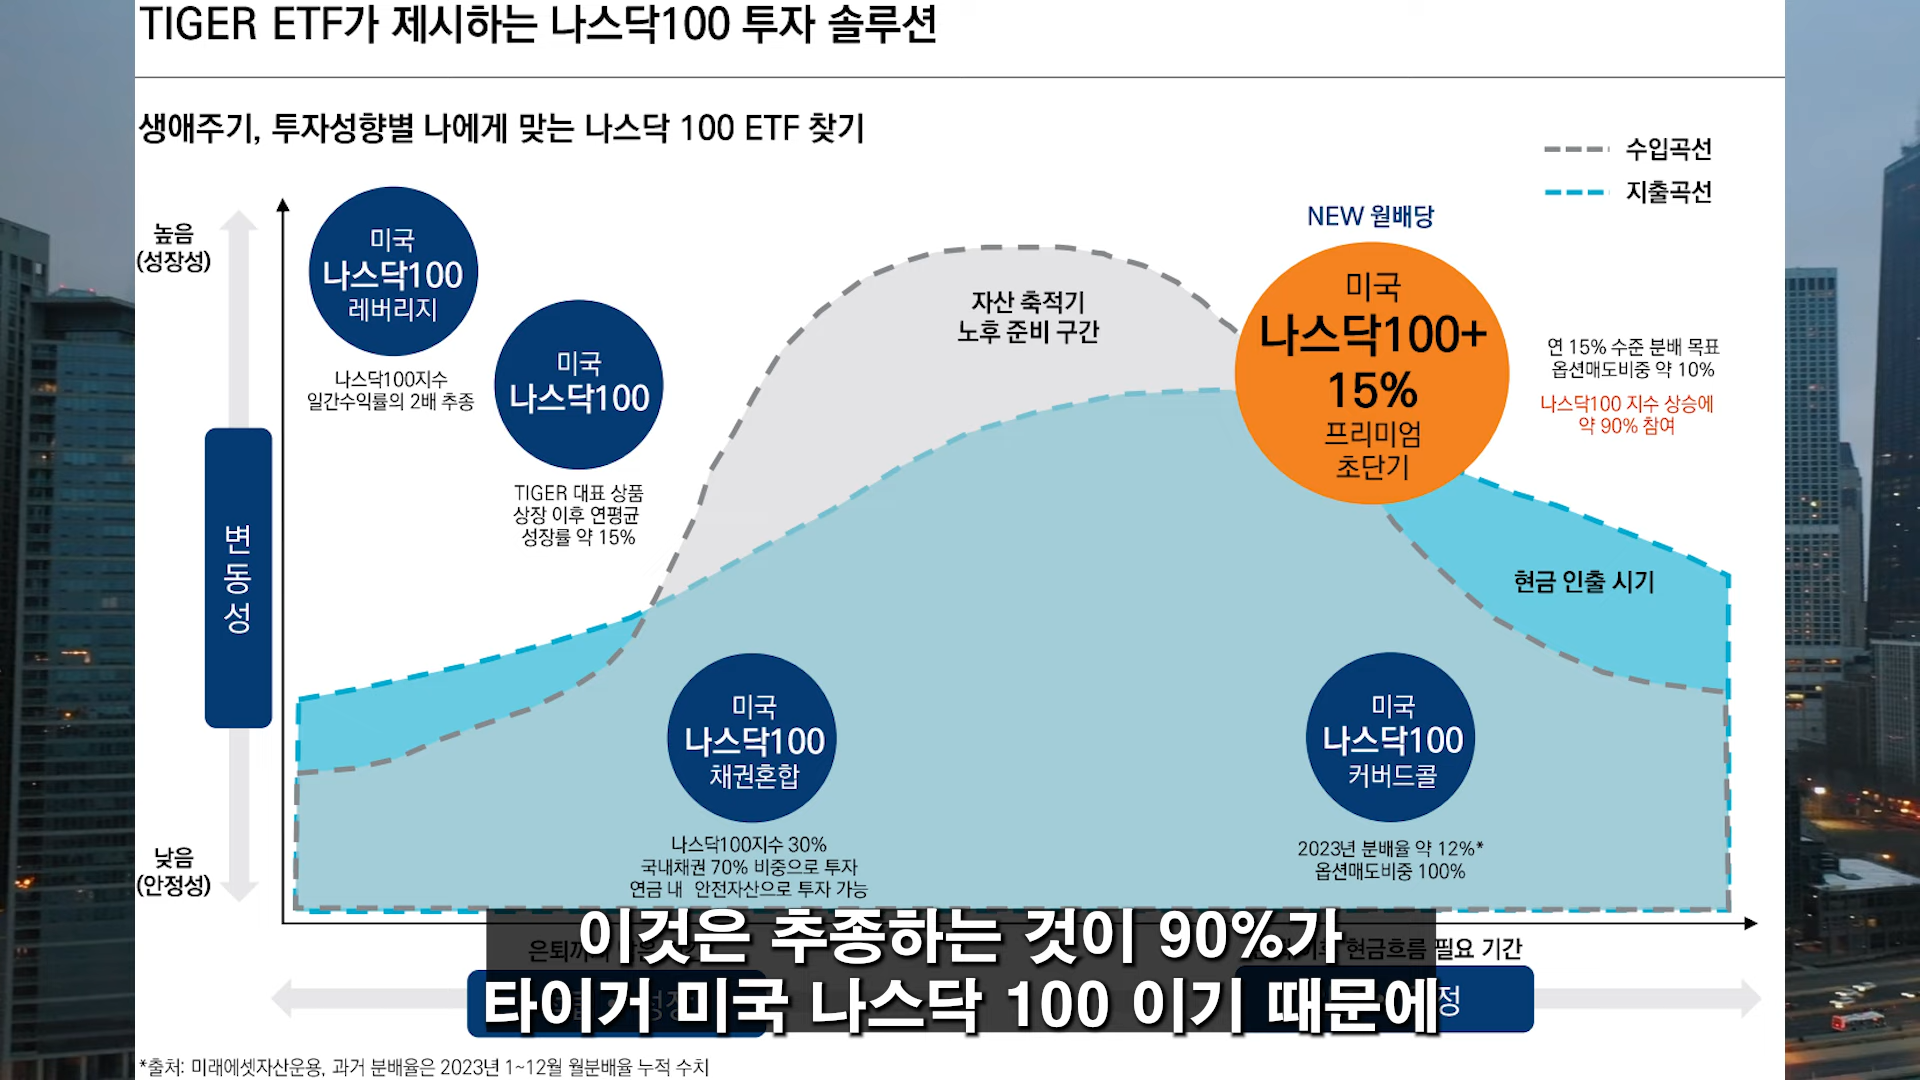 TIGER ETF가 제시하는 나스닥100 투자 솔루션
생애주기, 투자성향별 나에게 맞는 나스닥 100 ETF 찾기
수입곡선
지출곡선
높음
(성장성)
변
동
성
낮음
(안정성)
미국
나스닥100
레버리지
나스닥100지수
일간수익률의 2배 추종
미국
나스닥100
TIGER 대표 상품
상장 이후 연평균
성장률 약 15%
자산 축적기
노후 준비 구간
NEW 월배당
미국
나스닥100+
15%
프리미엄
초단기
연 15% 수준 분배 목표
옵션매도비중 약 10%
나스닥100 지수 상승에
약 90% 참여
현금 인출 시기
미국
나스닥100
채권혼합
나스닥100지수 30%
국내채권 70% 비중으로 투자
연금 내 안전자산으로 투자 가능
미국
나스닥100
커버드콜
2023년 분배율 약 12%*
옵션매도비중 100%
필요 기간
이것은 추종하는 것이 90%가
타이거 미국 나스닥 100 이기 때문에
*출처: 미래에셋자산운용, 과거 분배율은 2023년 1~12월 월분배율 누적 수치